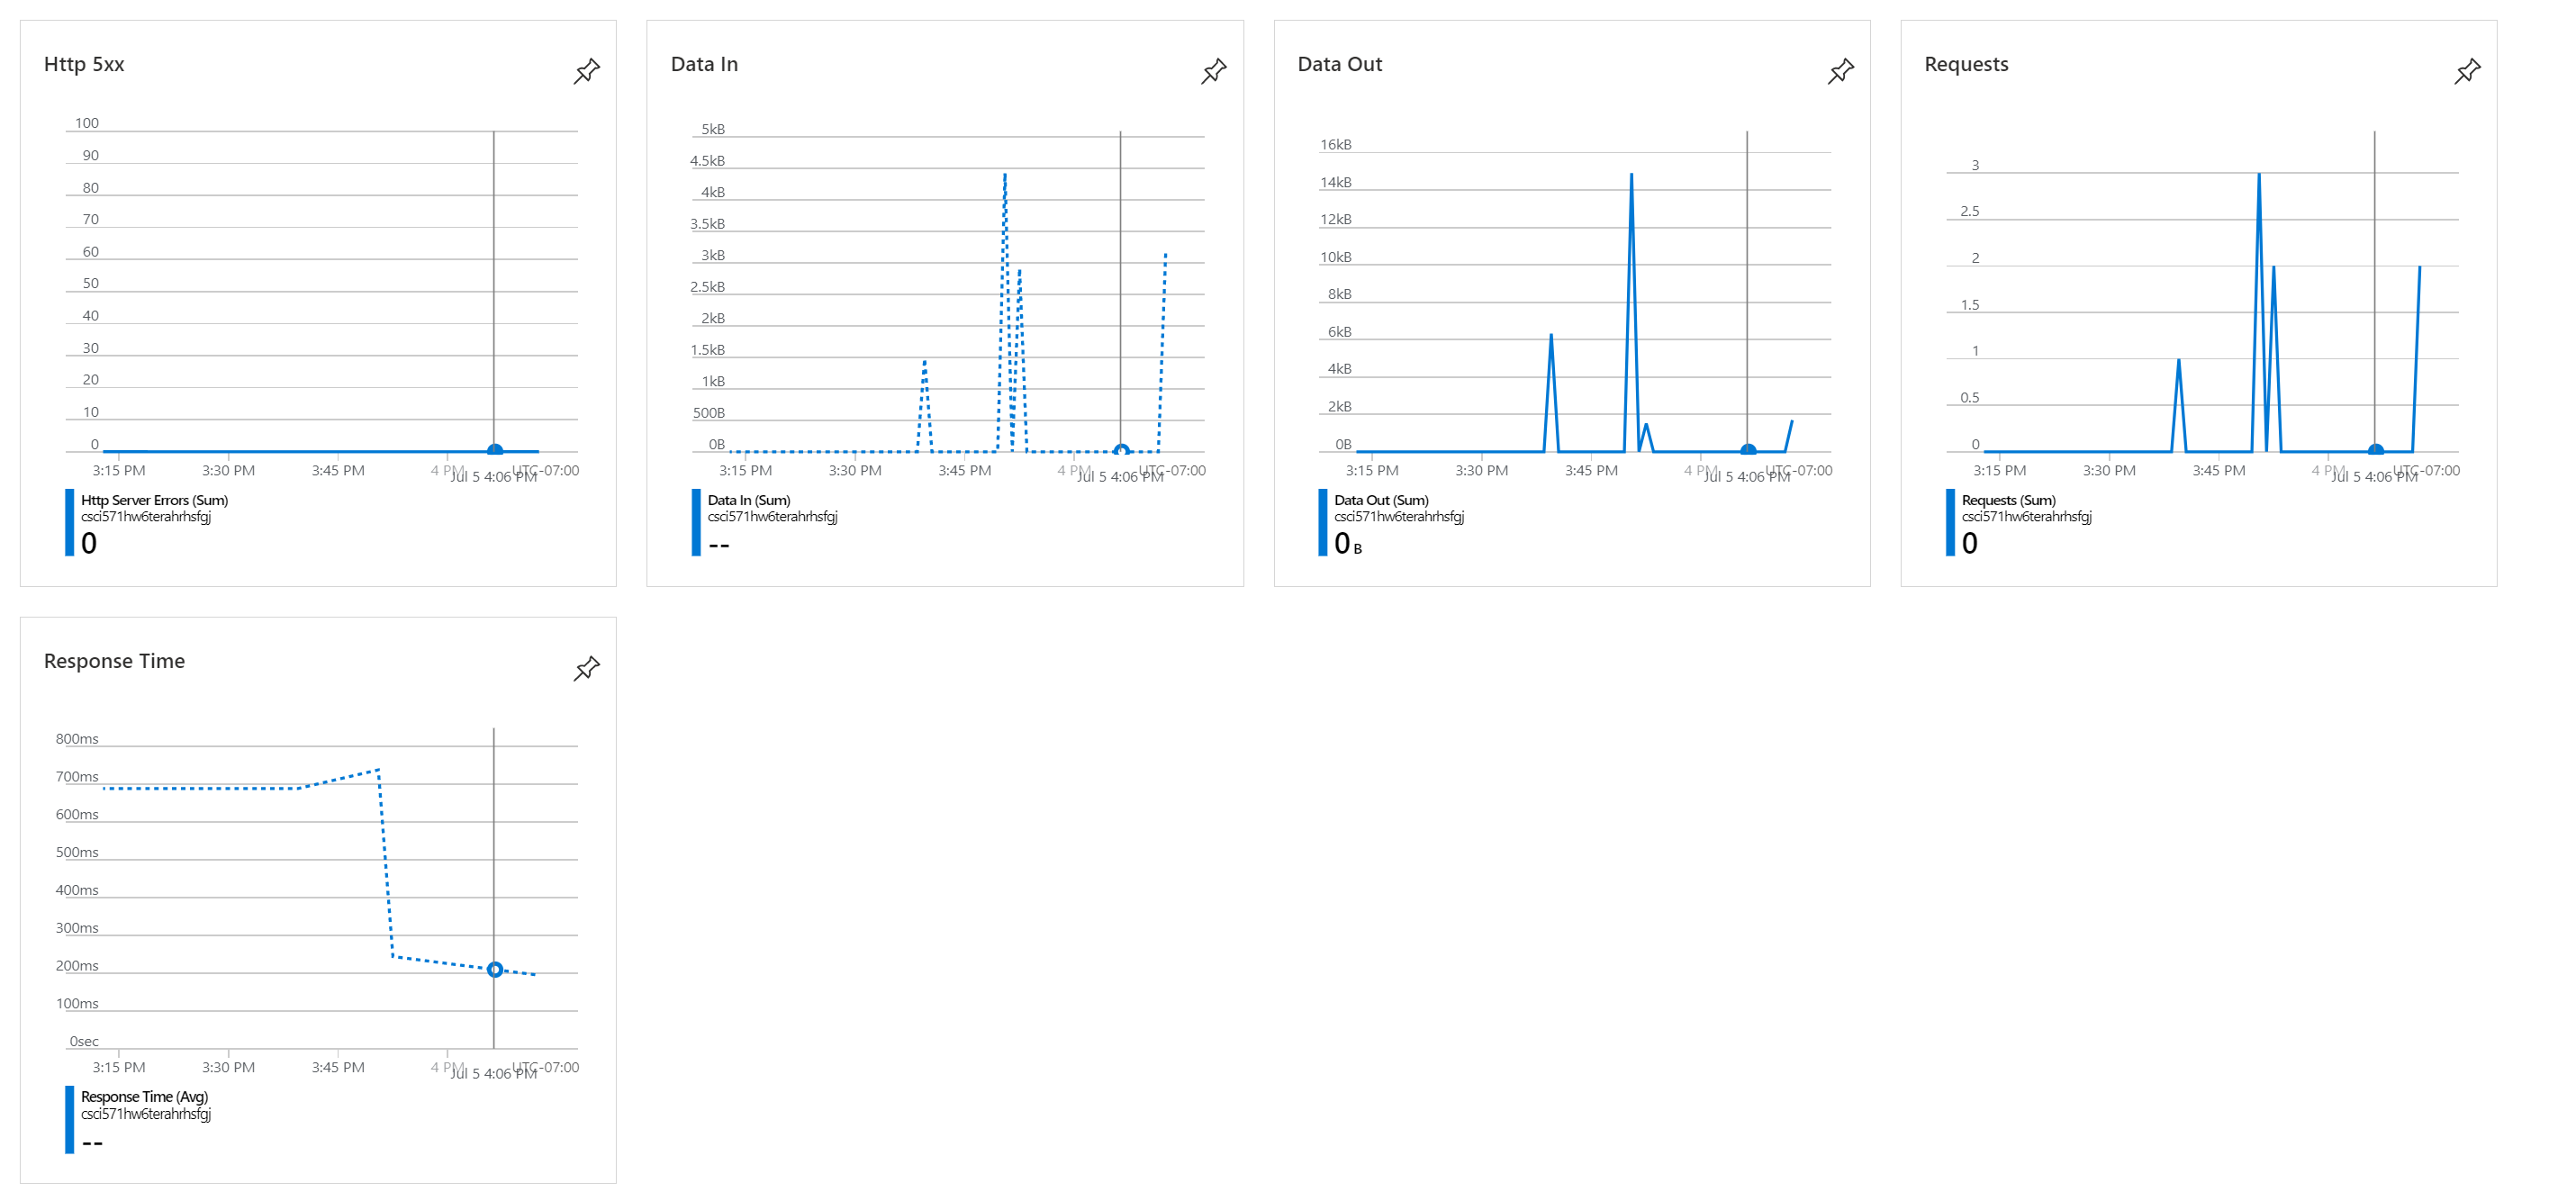 Http 5xx
100
90
80
70
60
50
40
30
20
10
0
3:15 PM 3:30 PM 3:45 PM 4 PM UTC-07:00
Jul 5 4:06 PM
Http Server Errors (Sum)
csci571hw6terahrhsfgj
0
Data In
5kB
4.5kB
4kB
3.5kB
3kB
2.5kB
2kB
1.5kB
1kB
500B
0B
3:15 PM 3:30 PM 3:45 PM 4 PM UTC-07:00
Jul 5 4:06 PM
Data In (Sum)
csci571hw6terahrhsfgj
--
Data Out
16kB
14kB
12kB
10kB
8kB
6kB
4kB
2kB
0B
3:15 PM 3:30 PM 3:45 PM 4 PM UTC-07:00
Jul 5 4:06 PM
Data Out (Sum)
csci571hw6terahrhsfgj
0 B
Requests
3
2.5
2
1.5
1
0.5
0
3:15 PM 3:30 PM 3:45 PM 4 PM UTC-07:00
Jul 5 4:06 PM
Requests (Sum)
csci571hw6terahrhsfgj
0
Response Time
800ms
700ms
600ms
500ms
400ms
300ms
200ms
100ms
0sec
3:15 PM 3:30 PM 3:45 PM 4 PM UTC-07:00
Jul 5 4:06 PM
Response Time (Avg)
csci571hw6terahrhsfgj
--